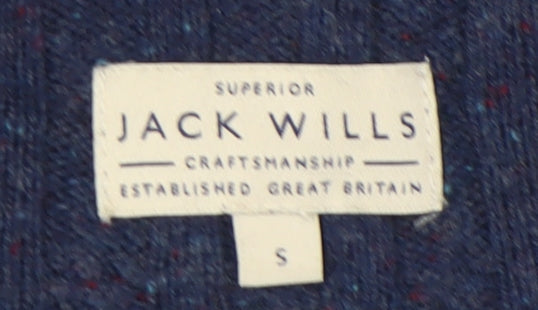 SUPERIOR
JACK WILLS
CRAFTSMANSHIP
ESTABLISHED GREAT BRITAIN
S